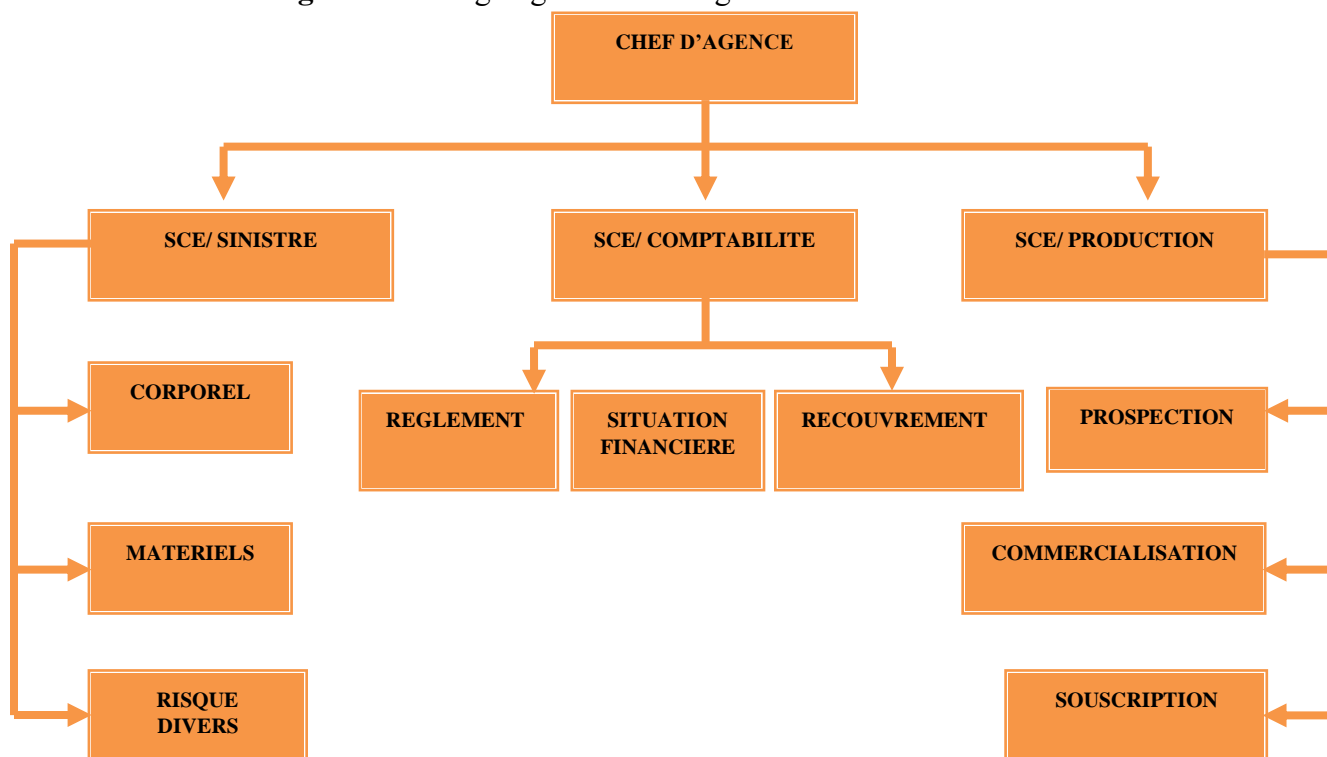 CHEF D’AGENCE
SCE/ SINISTRE
SCE/ COMPTABILITE
SCE/ PRODUCTION
CORPOREL
REGLEMENT
SITUATION
FINANCIERE
RECOUVREMENT
PROSPECTION
MATERIELS
COMMERCIALISATION
RISQUE
DIVERS
SOUSCRIPTION